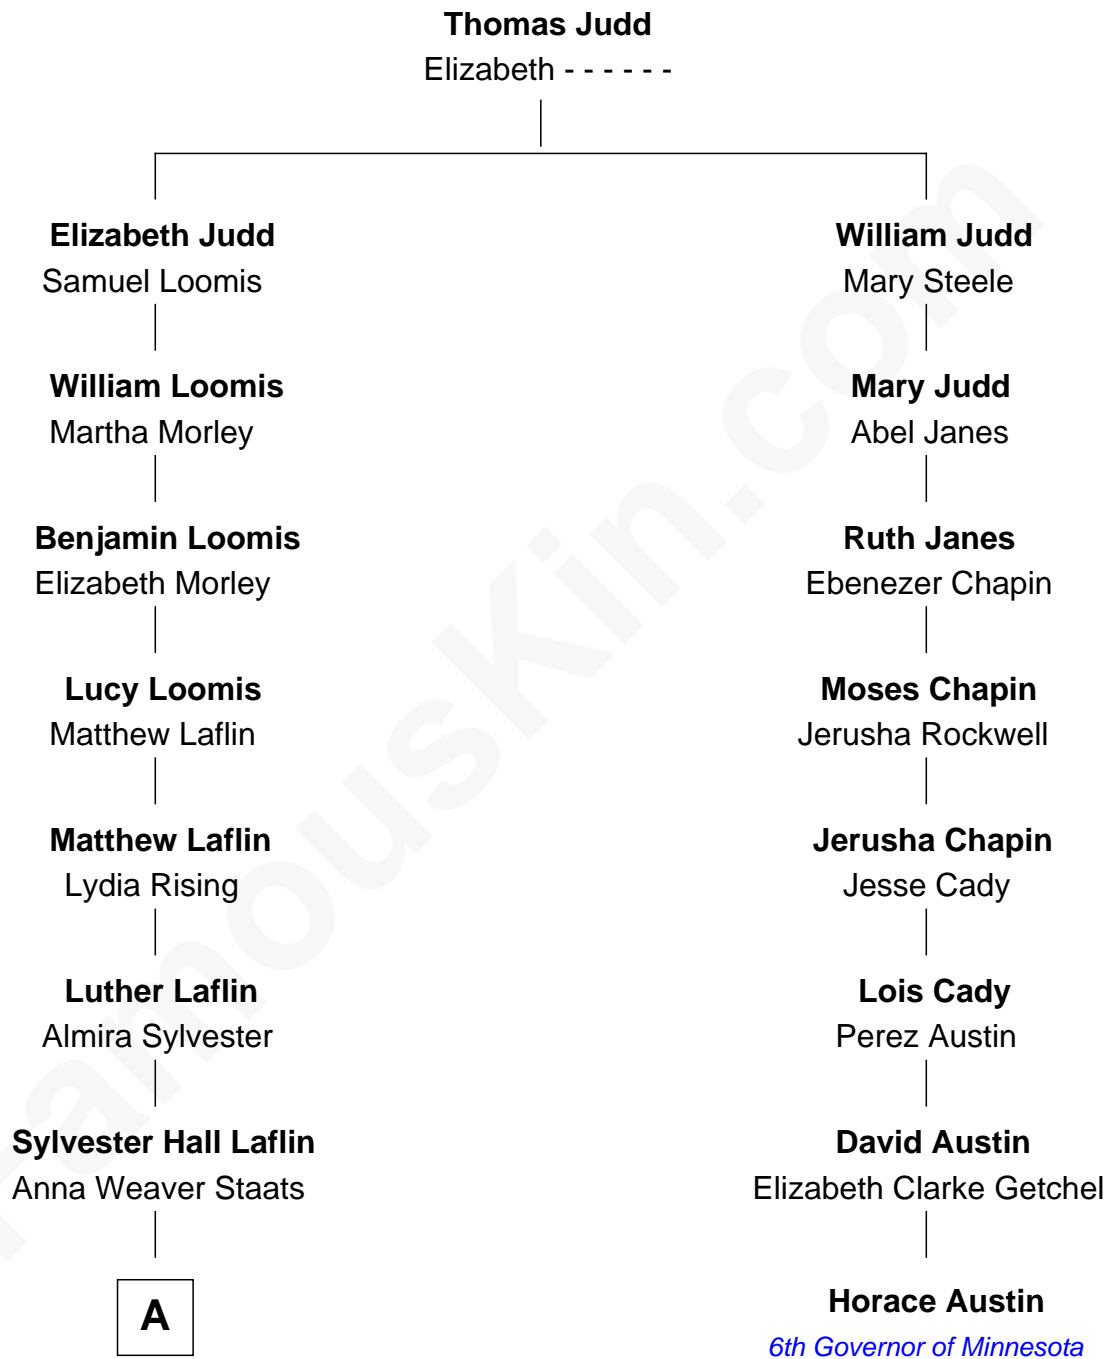 Thomas Judd
Elizabeth - - - - - -
Elizabeth Judd
Samuel Loomis
William Judd
Mary Steele
William Loomis
Martha Morley
Mary Judd
Abel Janes
Benjamin Loomis
Elizabeth Morley
Ruth Janes
Ebenezer Chapin
Lucy Loomis
Matthew Laflin
Moses Chapin
Jerusha Rockwell
Matthew Laflin
Lydia Rising
Jerusha Chapin
Jesse Cady
Luther Laflin
Almira Sylvester
Lois Cady
Perez Austin
Sylvester Hall Laflin
Anna Weaver Staats
David Austin
Elizabeth Clarke Getchel
A
Horace Austin
6th Governor of Minnesota
FamousKin.com